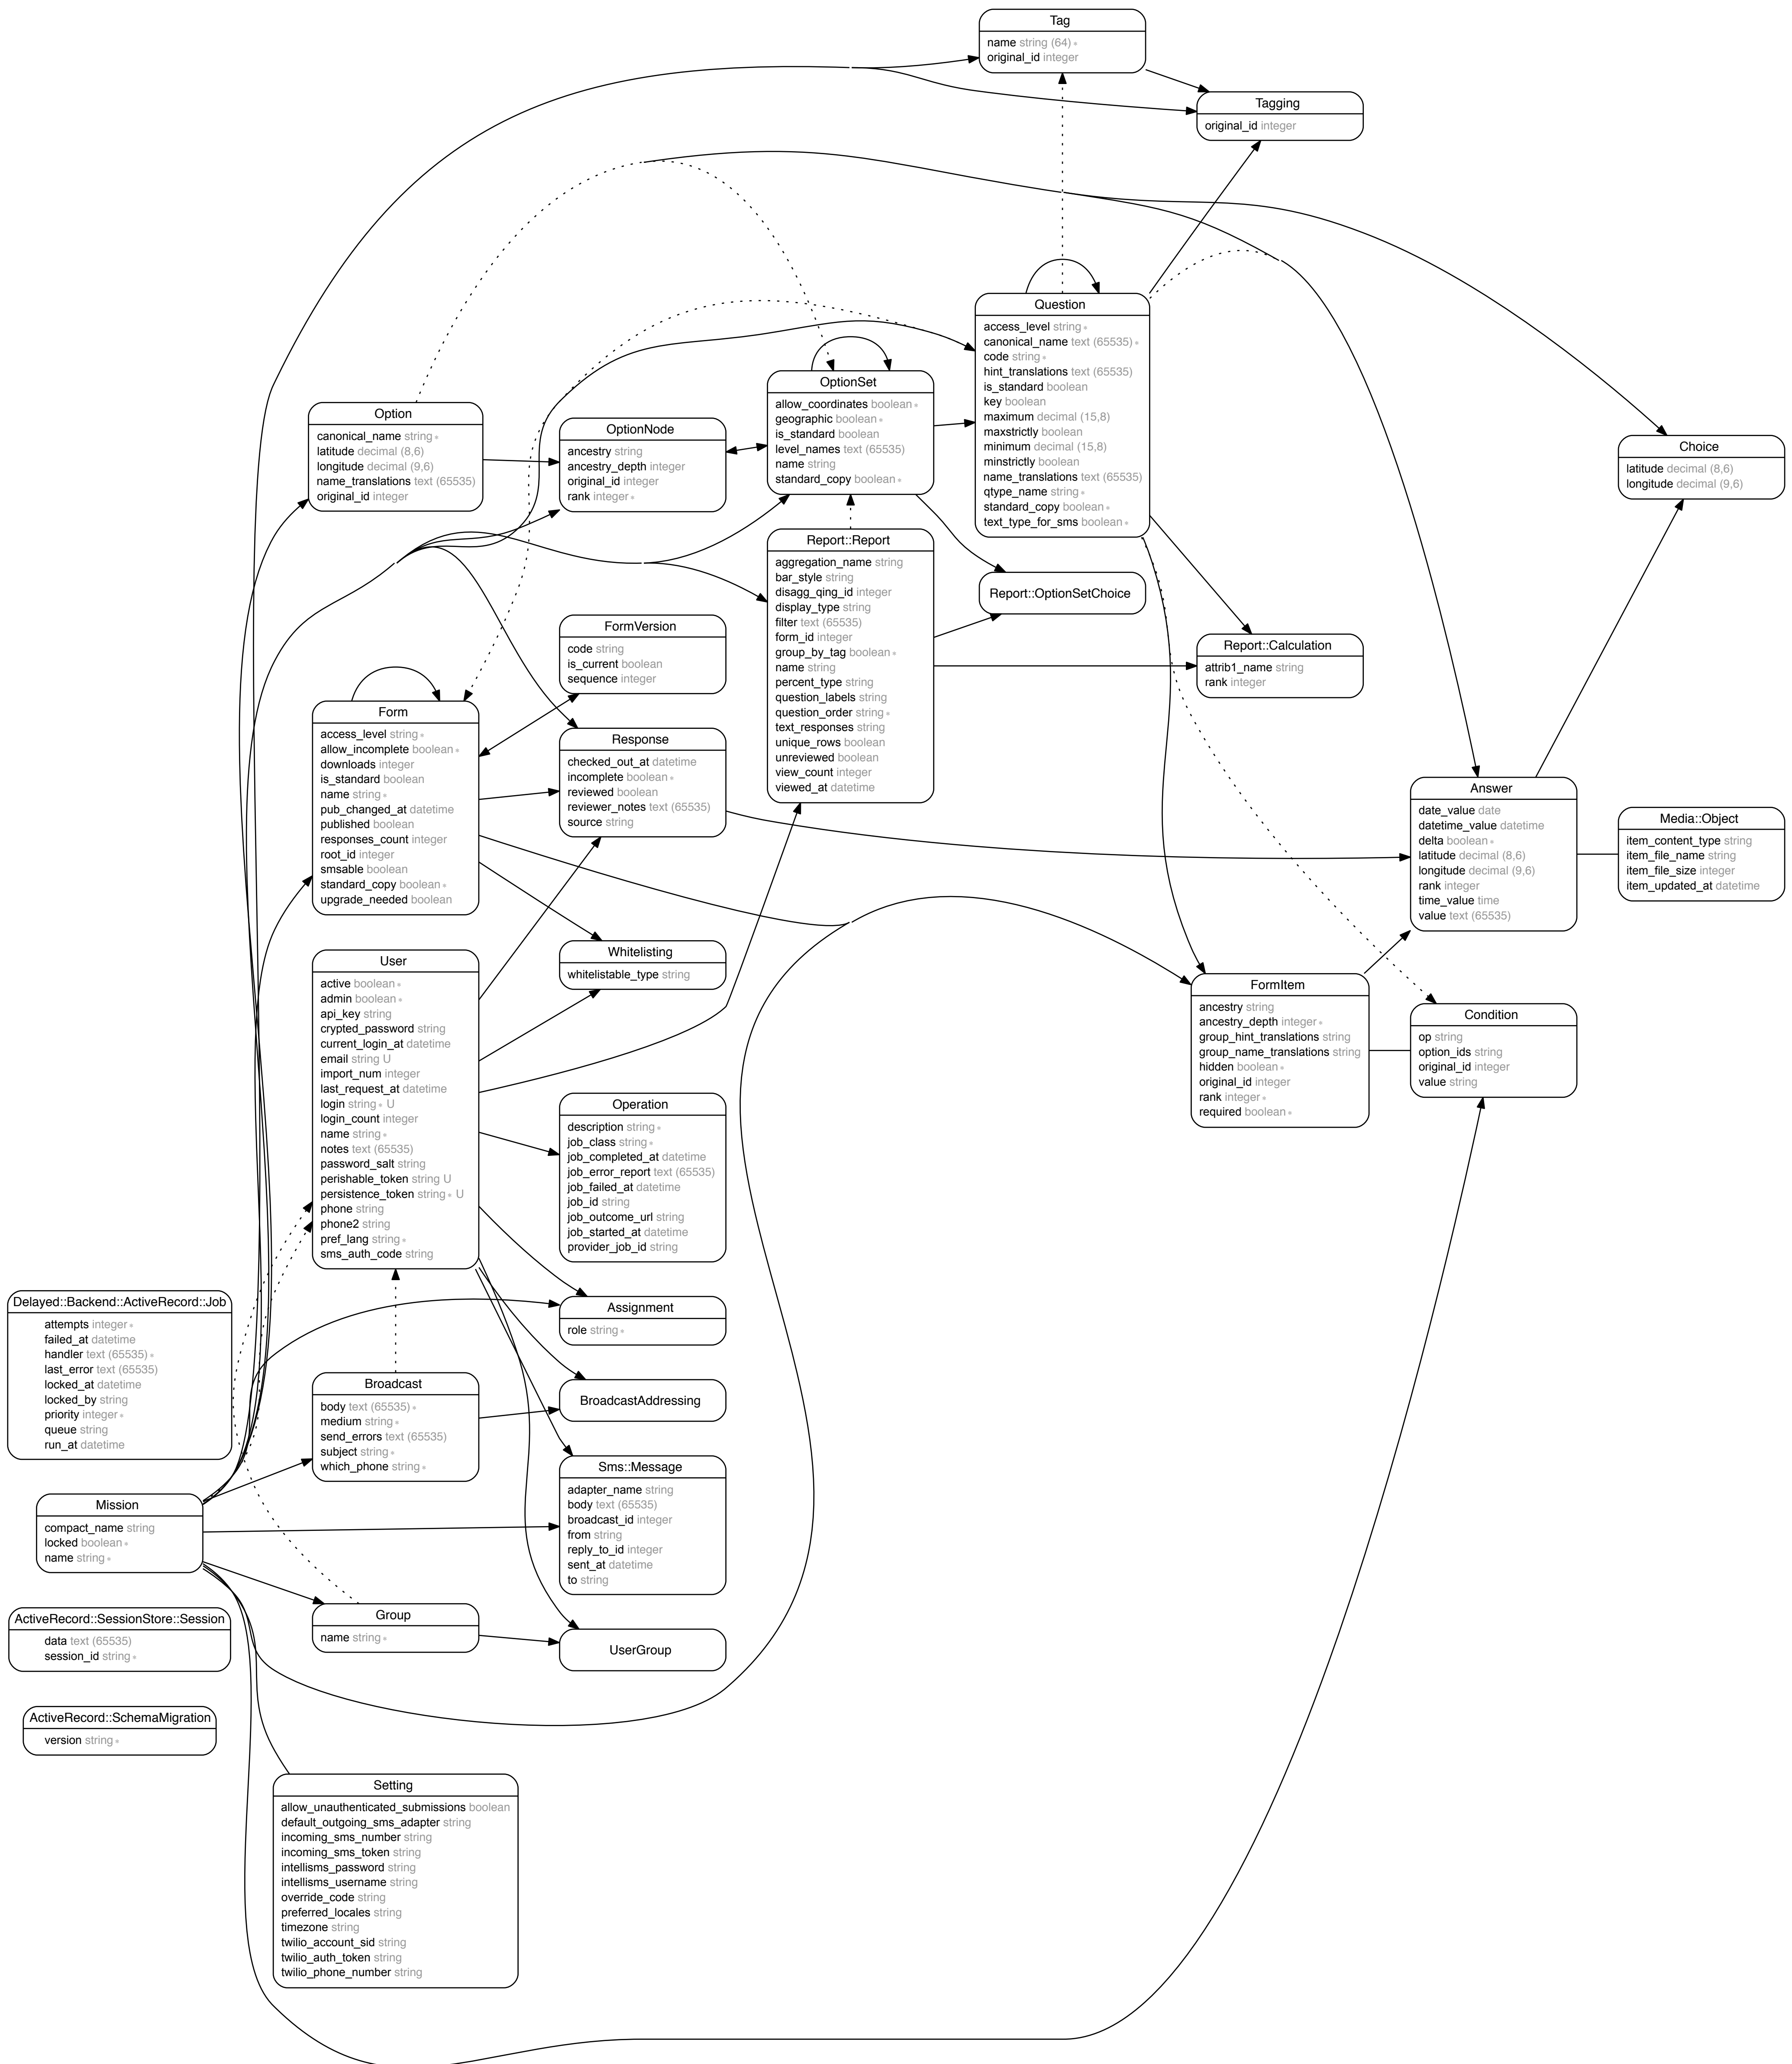 Tag
name string (64) ∗
original_id integer
Tagging
original_id integer
Question
access_level string ∗
canonical_name text (65535) ∗
code string ∗
hint_translations text (65535)
is_standard boolean
key boolean
maximum decimal (15,8)
maxstrictly boolean
minimum decimal (15,8)
minstrictly boolean
name_translations text (65535)
qtype_name string ∗
standard_copy boolean ∗
text_type_for_sms boolean ∗
OptionSet
allow_coordinates boolean ∗
geographic boolean ∗
is_standard boolean
level_names text (65535)
name string
standard_copy boolean ∗
Option
canonical_name string ∗
latitude decimal (8,6)
longitude decimal (9,6)
name_translations text (65535)
original_id integer
OptionNode
ancestry string
ancestry_depth integer
original_id integer
rank integer ∗
Choice
latitude decimal (8,6)
longitude decimal (9,6)
Report::Report
aggregation_name string
bar_style string
disagg_qing_id integer
display_type string
filter text (65535)
form_id integer
group_by_tag boolean ∗
name string
percent_type string
question_labels string
question_order string ∗
text_responses string
unique_rows boolean
unreviewed boolean
view_count integer
viewed_at datetime
Report::OptionSetChoice
FormVersion
code string
is_current boolean
sequence integer
Report::Calculation
attrib1_name string
rank integer
Form
access_level string ∗
allow_incomplete boolean ∗
downloads integer
is_standard boolean
name string ∗
pub_changed_at datetime
published boolean
responses_count integer
root_id integer
smsable boolean
standard_copy boolean ∗
upgrade_needed boolean
Response
checked_out_at datetime
incomplete boolean ∗
reviewed boolean
reviewer_notes text (65535)
source string
Answer
date_value date
datetime_value datetime
delta boolean ∗
latitude decimal (8,6)
longitude decimal (9,6)
rank integer
time_value time
value text (65535)
Media::Object
item_content_type string
item_file_name string
item_file_size integer
item_updated_at datetime
Whitelisting
whitelistable_type string
User
active boolean ∗
admin boolean ∗
api_key string
crypted_password string
current_login_at datetime
email string U
import_num integer
last_request_at datetime
login string ∗ U
login_count integer
name string ∗
notes text (65535)
password_salt string
perishable_token string U
persistence_token string ∗ U
phone string
phone2 string
pref_lang string ∗
sms_auth_code string
FormItem
ancestry string
ancestry_depth integer ∗
group_hint_translations string
group_name_translations string
hidden boolean ∗
original_id integer
rank integer ∗
required boolean ∗
Condition
op string
option_ids string
original_id integer
value string
Operation
description string ∗
job_class string ∗
job_completed_at datetime
job_error_report text (65535)
job_failed_at datetime
job_id string
job_outcome_url string
job_started_at datetime
provider_job_id string
Delayed::Backend::ActiveRecord::Job
attempts integer ∗
failed_at datetime
handler text (65535) ∗
last_error text (65535)
locked_at datetime
locked_by string
priority integer ∗
queue string
run_at datetime
Assignment
role string ∗
Broadcast
body text (65535) ∗
medium string ∗
send_errors text (65535)
subject string ∗
which_phone string ∗
BroadcastAddressing
Sms::Message
adapter_name string
body text (65535)
broadcast_id integer
from string
reply_to_id integer
sent_at datetime
to string
Mission
compact_name string
locked boolean ∗
name string ∗
ActiveRecord::SessionStore::Session
data text (65535)
session_id string ∗
Group
name string ∗
UserGroup
ActiveRecord::SchemaMigration
version string ∗
Setting
allow_unauthenticated_submissions boolean
default_outgoing_sms_adapter string
incoming_sms_number string
incoming_sms_token string
intellisms_password string
intellisms_username string
override_code string
preferred_locales string
timezone string
twilio_account_sid string
twilio_auth_token string
twilio_phone_number string